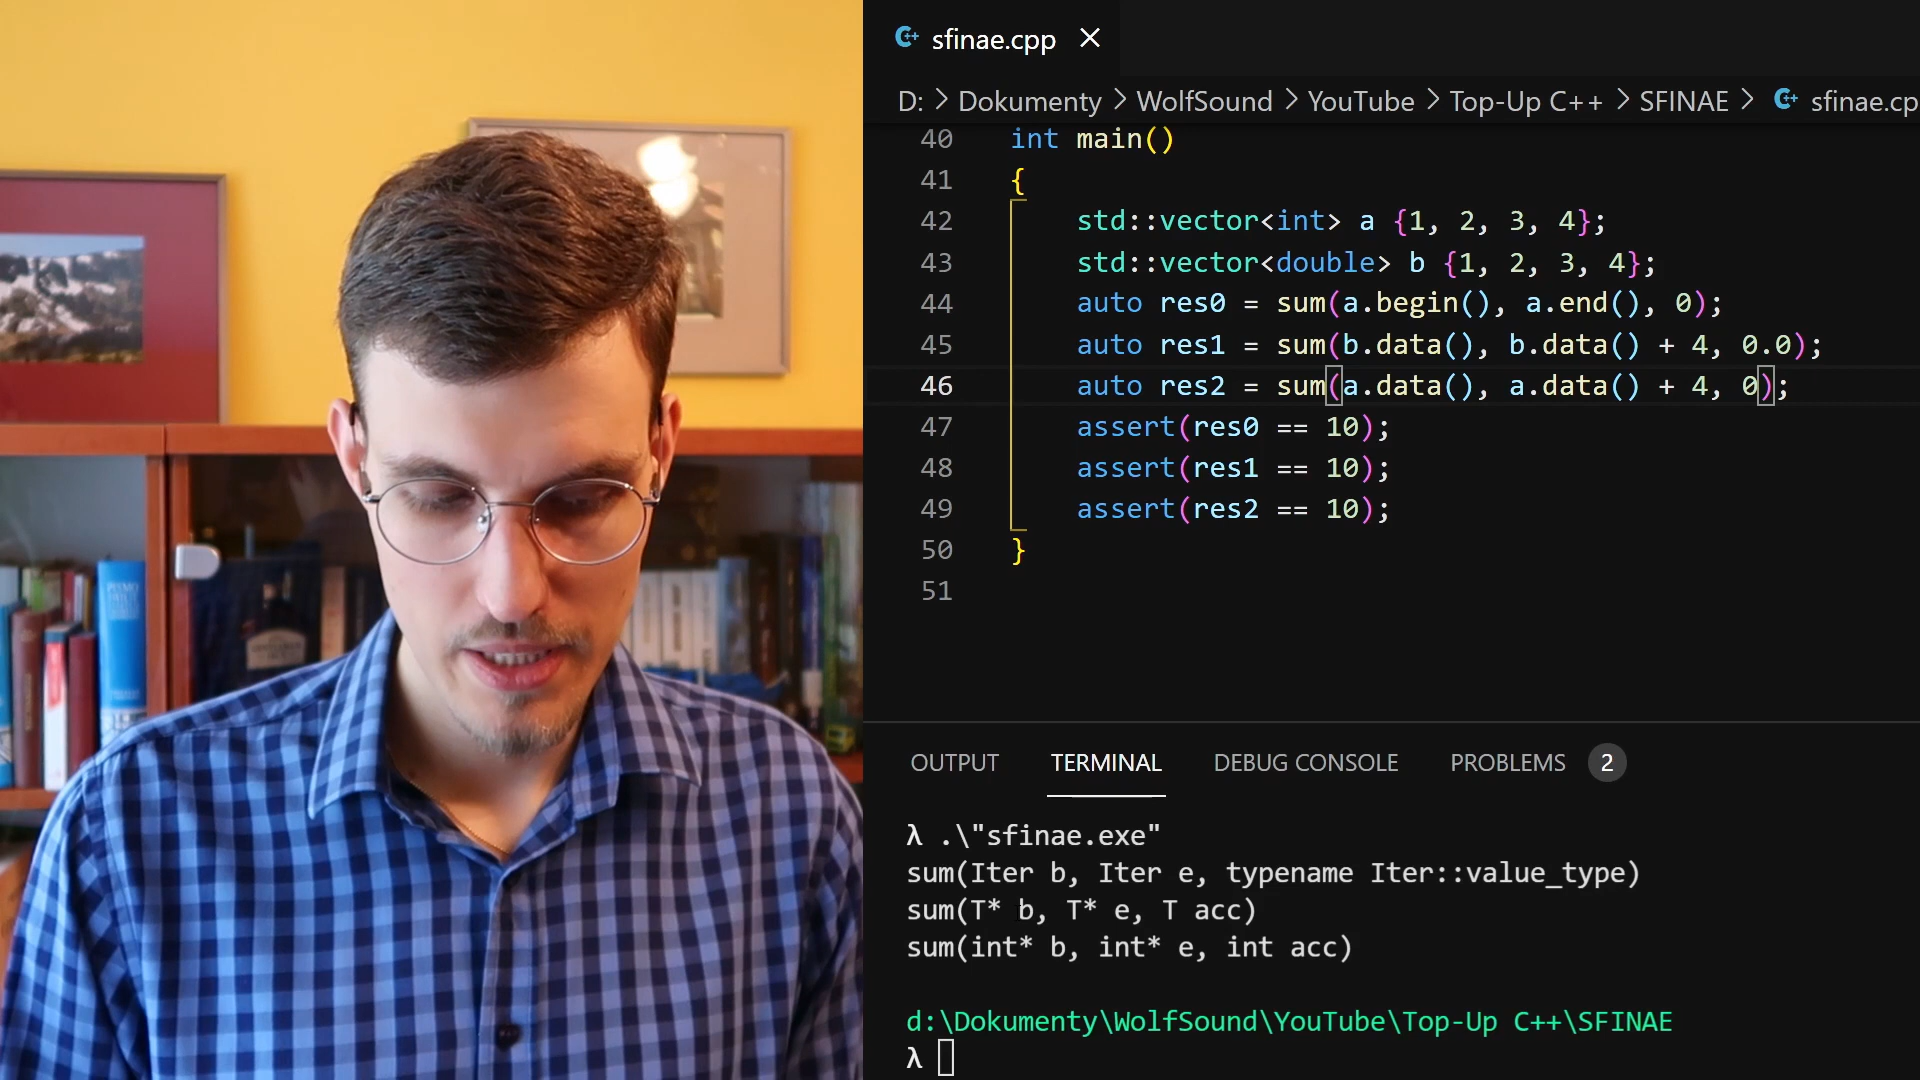 sfinae.cpp
D: > Dokumenty > WolfSound > YouTube > Top-Up C++ > SFINAE > sfinae.cp
40 int main()
41 {
42 std::vector<int> a {1, 2, 3, 4};
43 std::vector<double> b {1, 2, 3, 4};
44 auto res0 = sum(a.begin(), a.end(), 0);
45 auto res1 = sum(b.data(), b.data() + 4, 0.0);
46 auto res2 = sum(a.data(), a.data() + 4, 0);
47 assert(res0 == 10);
48 assert(res1 == 10);
49 assert(res2 == 10);
50 }
51
OUTPUT TERMINAL DEBUG CONSOLE PROBLEMS 2
λ .\"sfinae.exe"
sum(Iter b, Iter e, typename Iter::value_type)
sum(T* b, T* e, T acc)
sum(int* b, int* e, int acc)
d:\Dokumenty\WolfSound\YouTube\Top-Up C++\SFINAE
λ